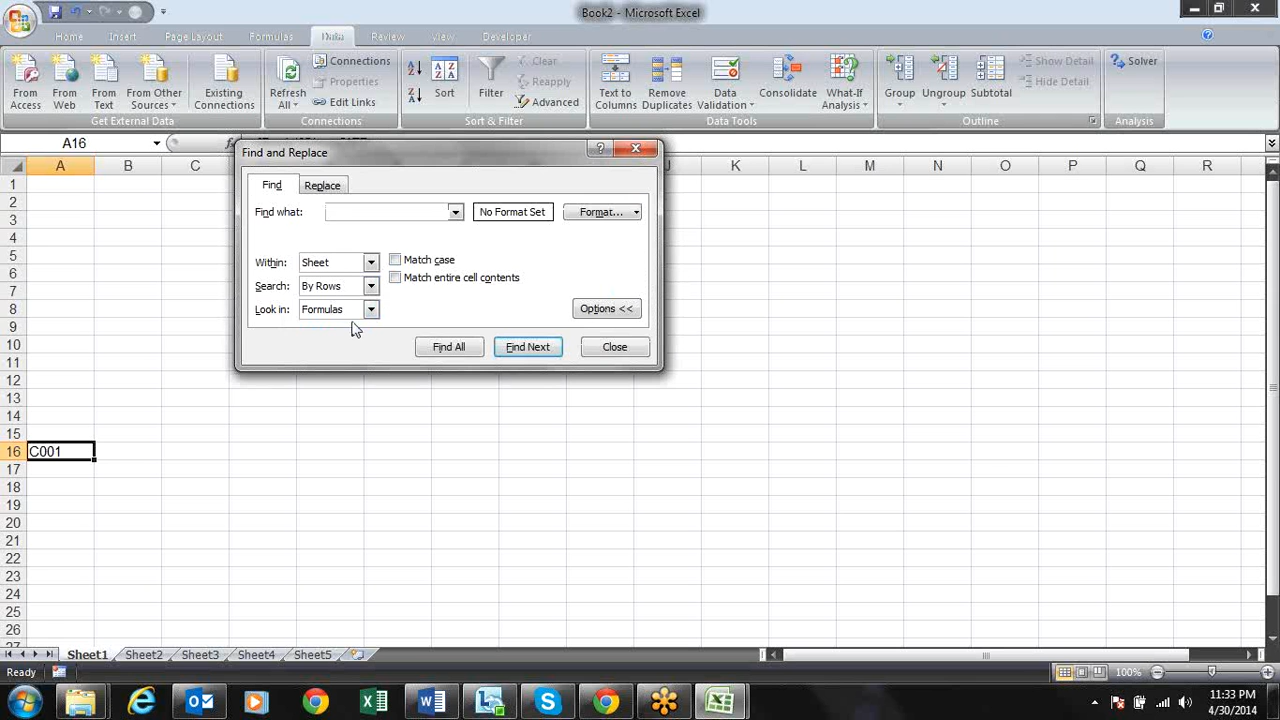 Book2 - Microsoft Excel
Home Insert Page Layout Formulas Data Review View Developer
From Access
From Web
From Text
From Other Sources
Existing Connections
Get External Data
Refresh All
Connections
Properties
Edit Links
Connections
Sort
Filter
Clear
Reapply
Advanced
Sort & Filter
Text to Columns
Remove Duplicates
Data Validation
Consolidate
What-If Analysis
Data Tools
Group
Ungroup
Subtotal
Show Detail
Hide Detail
Outline
Solver
Analysis
A16
Find and Replace
Find Replace
Find what: No Format Set Format...
Within: Sheet Match case
Search: By Rows Match entire cell contents
Look in: Formulas Options <<
Find All Find Next Close
A B C J K L M N O P Q R
1
2
3
4
5
6
7
8
9
10
11
12
13
14
15
16 C001
17
18
19
20
21
22
23
24
25
26
27
Sheet1 Sheet2 Sheet3 Sheet4 Sheet5
Ready 100%
11:33 PM
4/30/2014